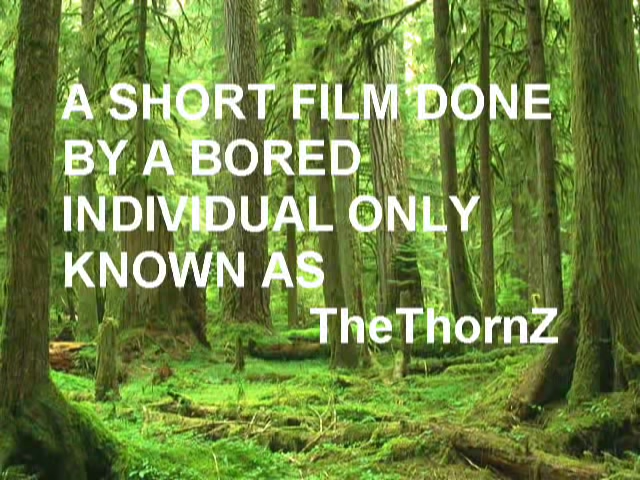 A SHORT FILM DONE
BY A BORED
INDIVIDUAL ONLY
KNOWN AS
TheThornZ